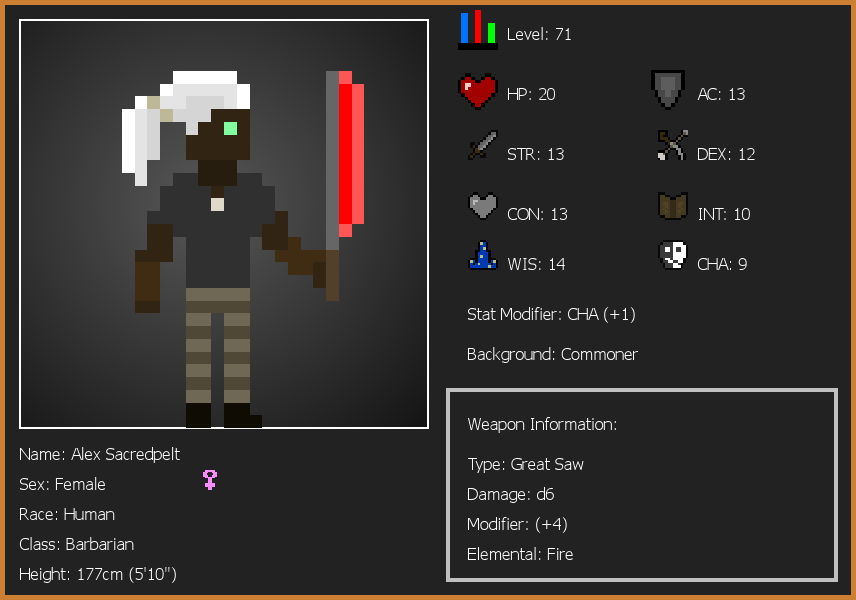 Level: 71
HP: 20
AC: 13
STR: 13
DEX: 12
CON: 13
INT: 10
WIS: 14
CHA: 9
Stat Modifier: CHA (+1)
Background: Commoner
Weapon Information:
Type: Great Saw
Damage: d6
Modifier: (+4)
Elemental: Fire
Name: Alex Sacredpelt
Sex: Female
Race: Human
Class: Barbarian
Height: 177cm (5'10")